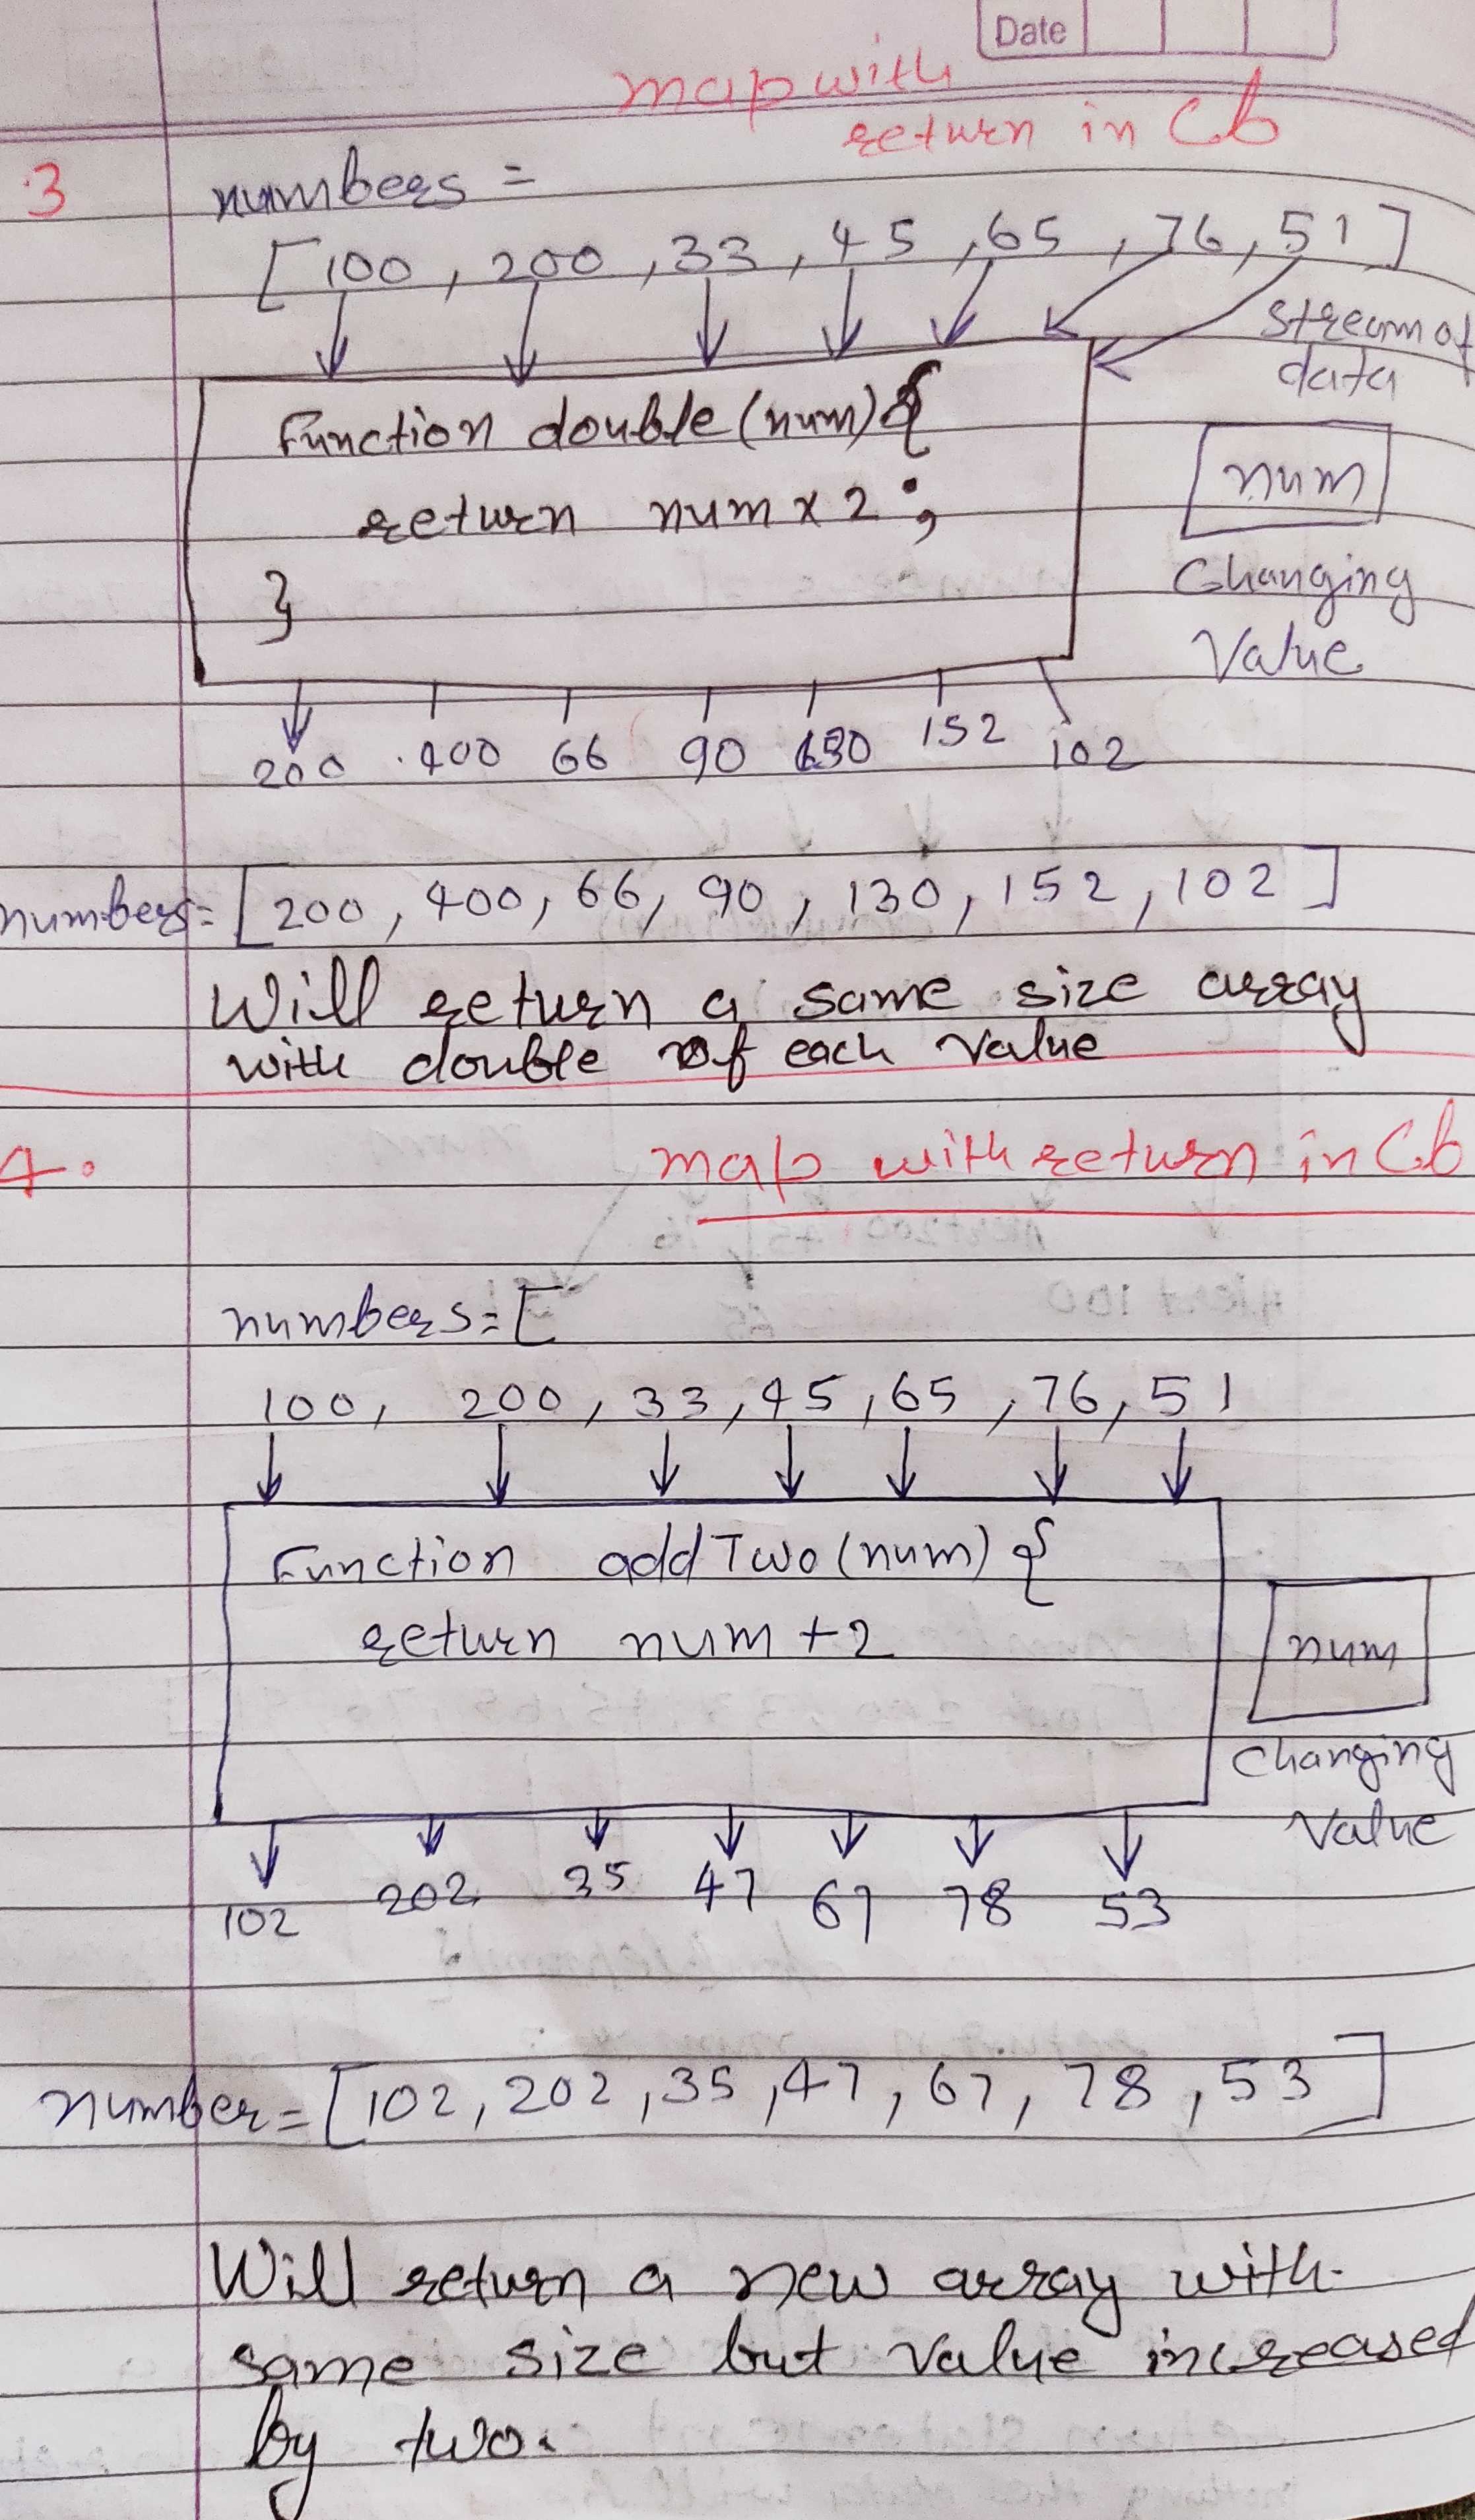 Date
map with
return in Cb
3
numbers =
[100, 200, 33, 45, 65, 76, 51]
stream of
data
Function double (num) {
return num x 2 ;
}
num
Changing
Value
200 400 66 90 130 152 102
numbers = [200, 400, 66, 90, 130, 152, 102]
Will return a same size array
with double of each value
4.
map with return in Cb
numbers = [
100, 200, 33, 45, 65, 76, 51
Function addTwo (num) {
return num + 2
num
Changing
Value
102 202 35 47 67 78 53
number = [102, 202, 35, 47, 67, 78, 53]
Will return a new array with
same size but value increased
by two.